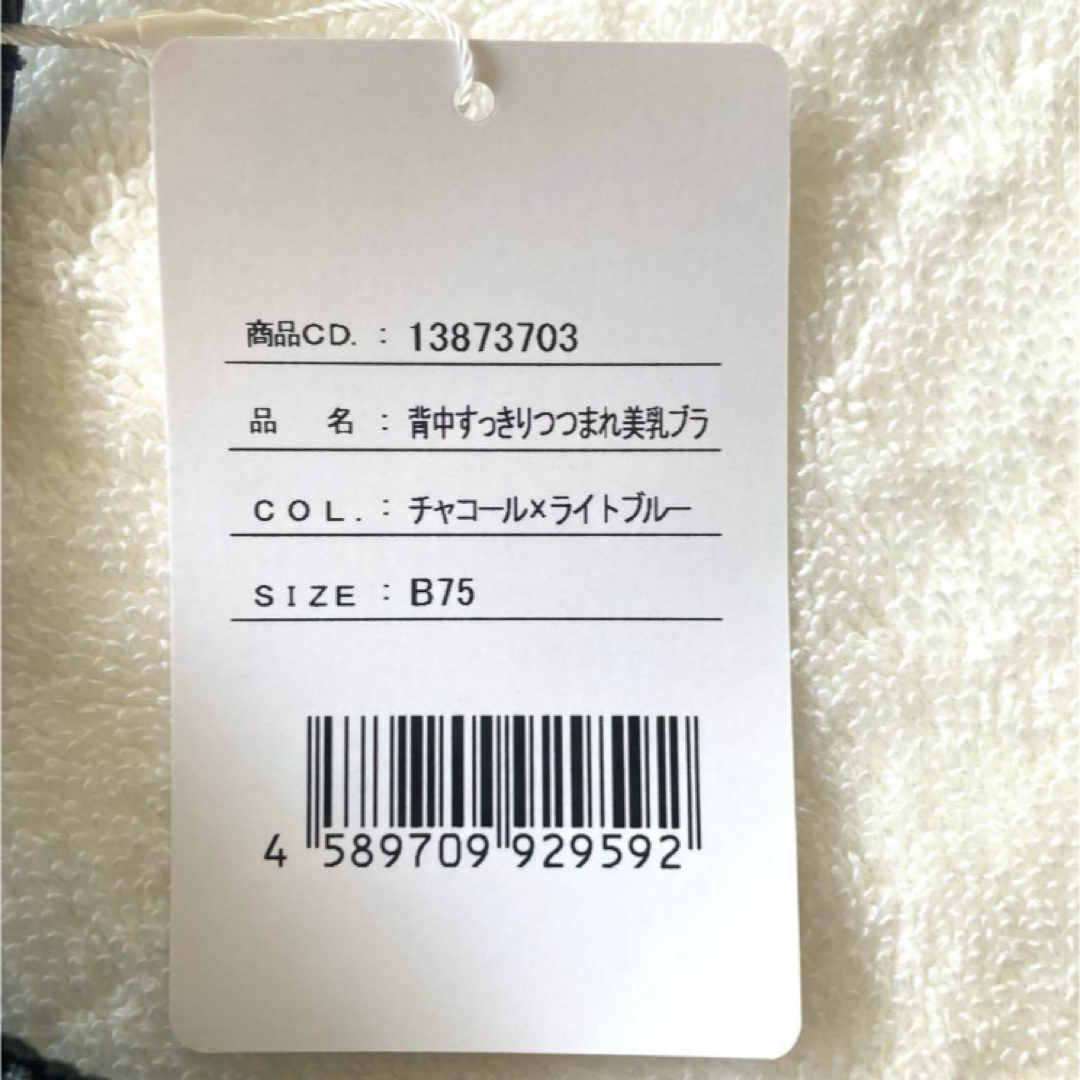 商品CD. : 13873703
品 名 : 背中すっきりつつまれ美乳ブラ
COL. : チャコール×ライトブルー
SIZE : B75
4 589709 929592